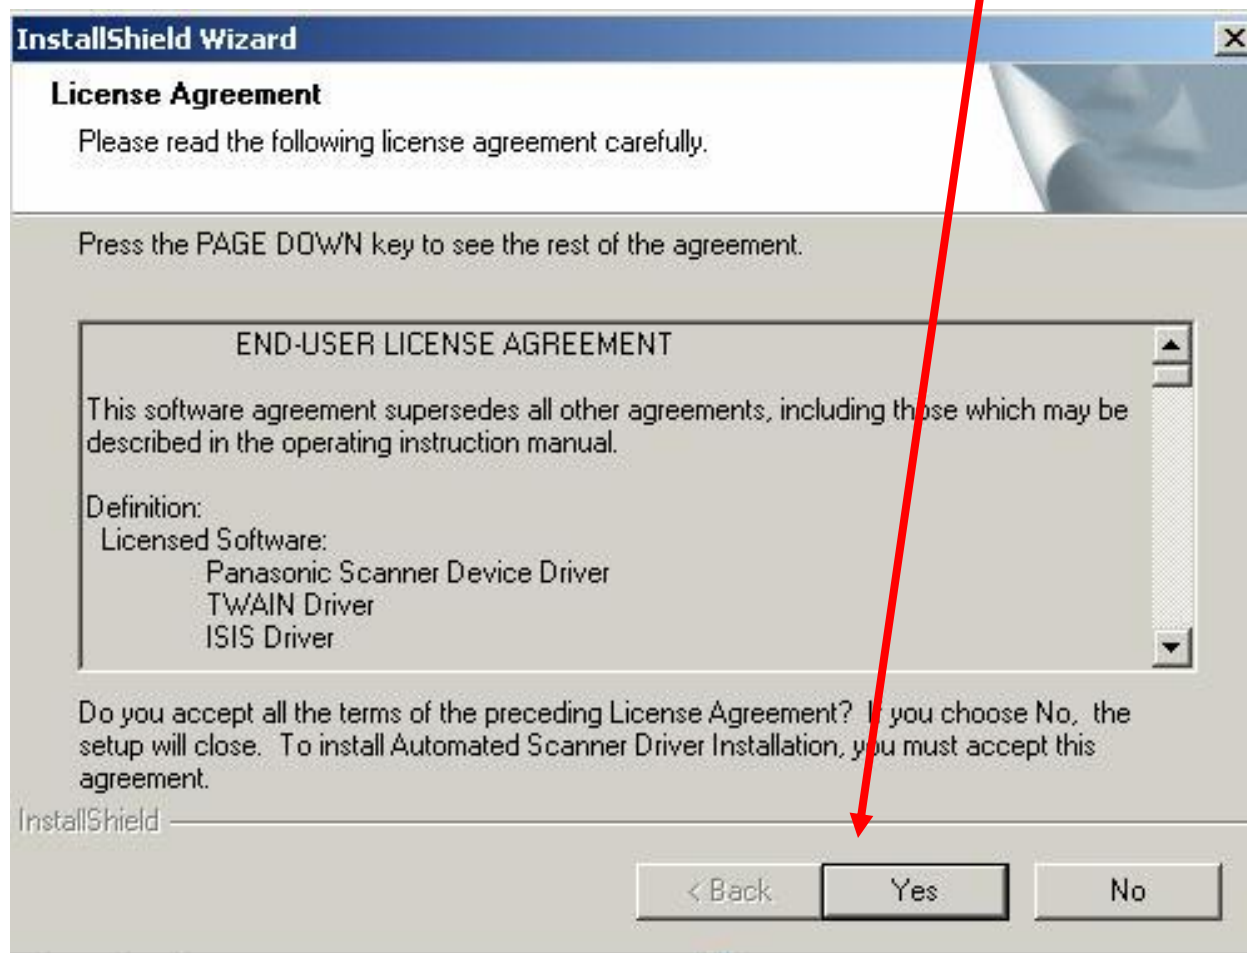 InstallShield Wizard
License Agreement
Please read the following license agreement carefully.
Press the PAGE DOWN key to see the rest of the agreement.
END-USER LICENSE AGREEMENT
This software agreement supersedes all other agreements, including those which may be
described in the operating instruction manual.
Definition:
Licensed Software:
Panasonic Scanner Device Driver
TWAIN Driver
ISIS Driver
Do you accept all the terms of the preceding License Agreement? If you choose No, the
setup will close. To install Automated Scanner Driver Installation, you must accept this
agreement.
InstallShield
< Back Yes No